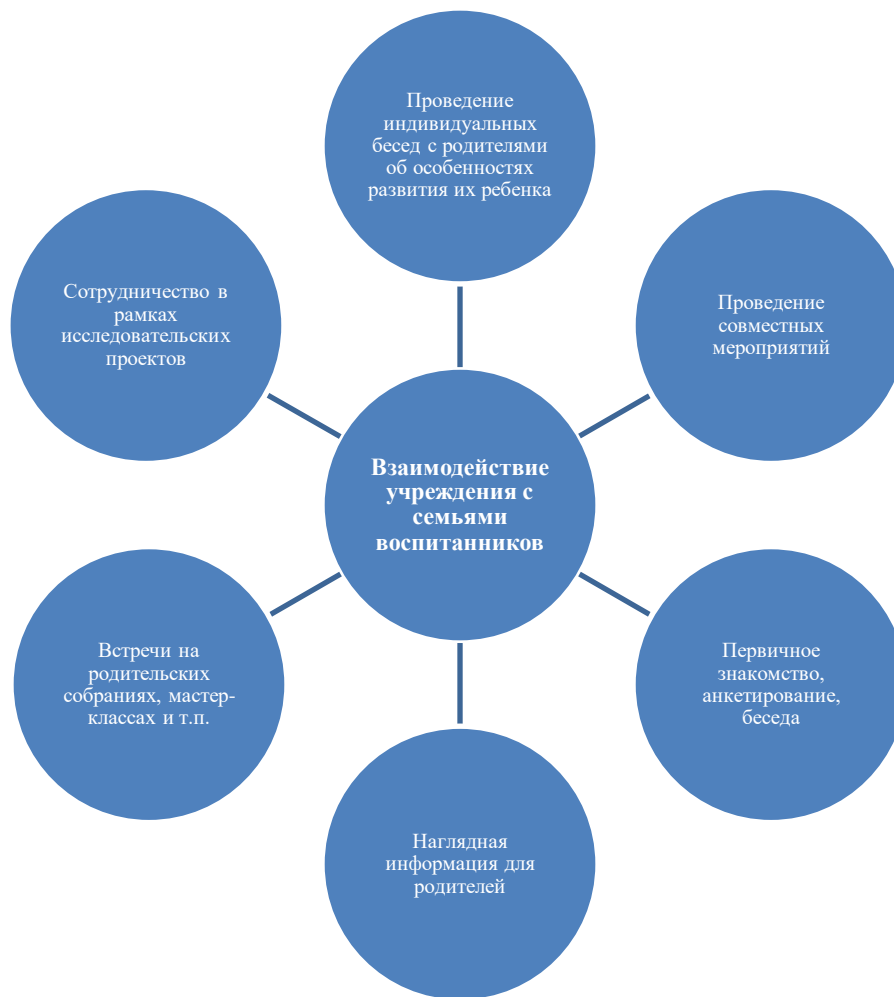 Проведение
индивидуальных
бесед с родителями
об особенностях
развития их ребенка
Сотрудничество в
рамках
исследовательских
проектов
Проведение
совместных
мероприятий
Взаимодействие
учреждения с
семьями
воспитанников
Встречи на
родительских
собраниях, мастер-
классах и т.п.
Первичное
знакомство,
анкетирование,
беседа
Наглядная
информация для
родителей